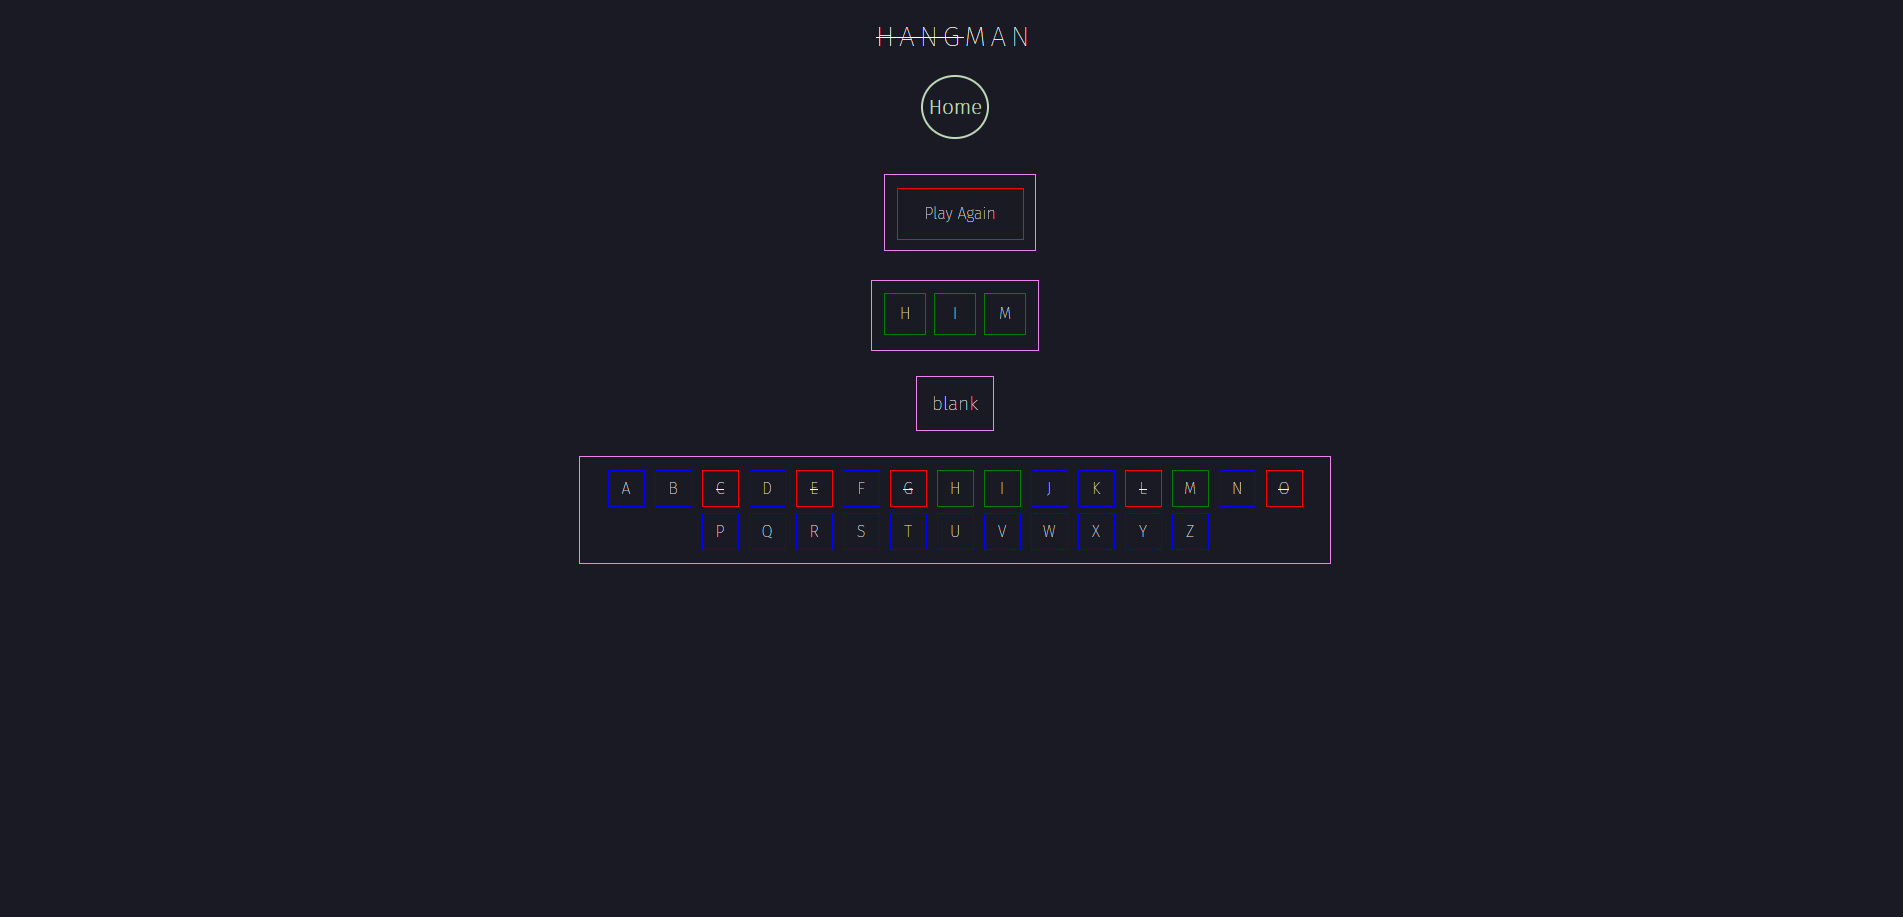 HANGMAN
Home
Play Again
H I M
blank
A B C D E F G H I J K L M N O
P Q R S T U V W X Y Z